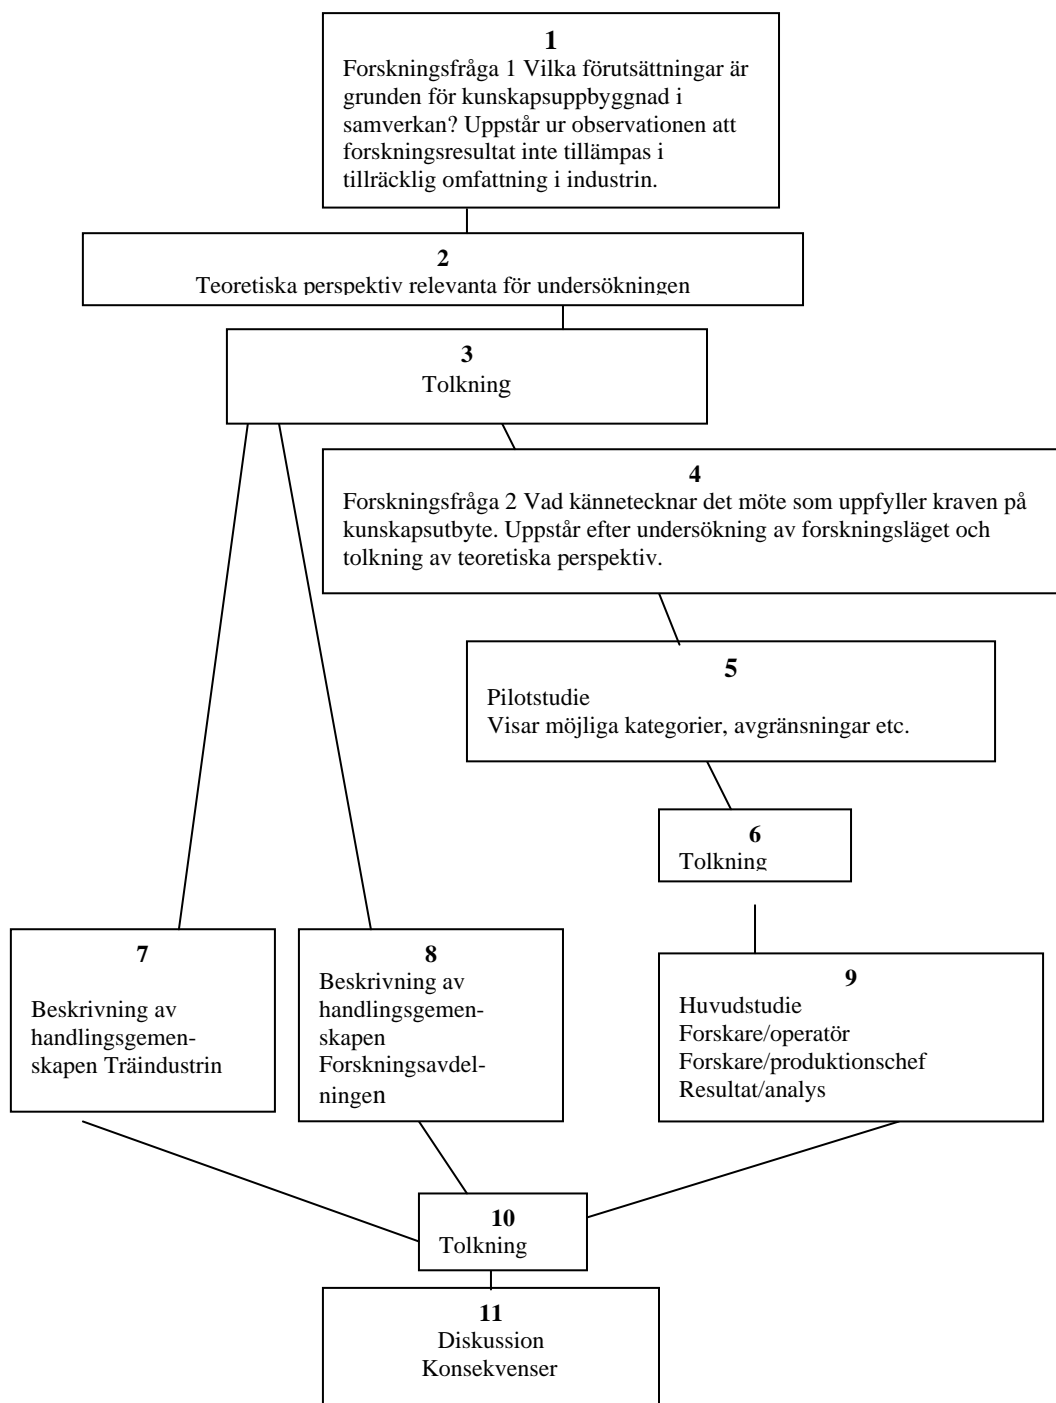 1
Forskningsfråga 1 Vilka förutsättningar är
grunden för kunskapsuppbyggnad i
samverkan? Uppstår ur observationen att
forskningsresultat inte tillämpas i
tillräcklig omfattning i industrin.
2
Teoretiska perspektiv relevanta för undersökningen
3
Tolkning
4
Forskningsfråga 2 Vad kännetecknar det möte som uppfyller kraven på
kunskapsutbyte. Uppstår efter undersökning av forskningsläget och
tolkning av teoretiska perspektiv.
5
Pilotstudie
Visar möjliga kategorier, avgränsningar etc.
6
Tolkning
7
Beskrivning av
handlingsgemen-
skapen Träindustrin
8
Beskrivning av
handlingsgemen-
skapen
Forskningsavdel-
ningen
9
Huvudstudie
Forskare/operatör
Forskare/produktionschef
Resultat/analys
10
Tolkning
11
Diskussion
Konsekvenser